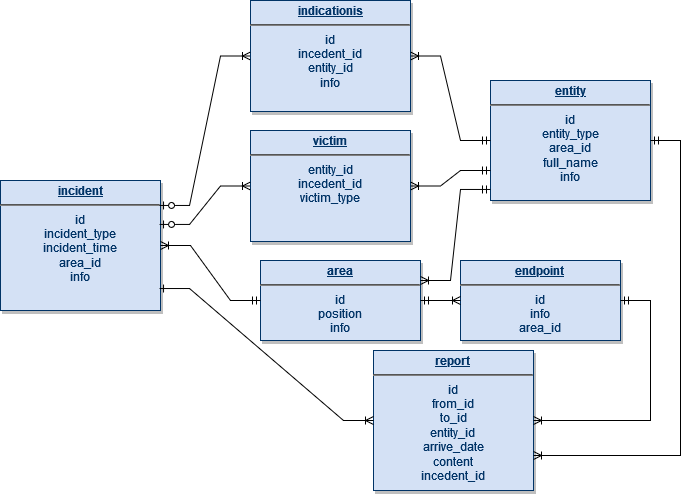 indicationis
id
incedent_id
entity_id
info
entity
id
entity_type
area_id
full_name
info
victim
entity_id
incedent_id
victim_type
incident
id
incident_type
incident_time
area_id
info
area
id
position
info
endpoint
id
info
area_id
report
id
from_id
to_id
entity_id
arrive_date
content
incedent_id